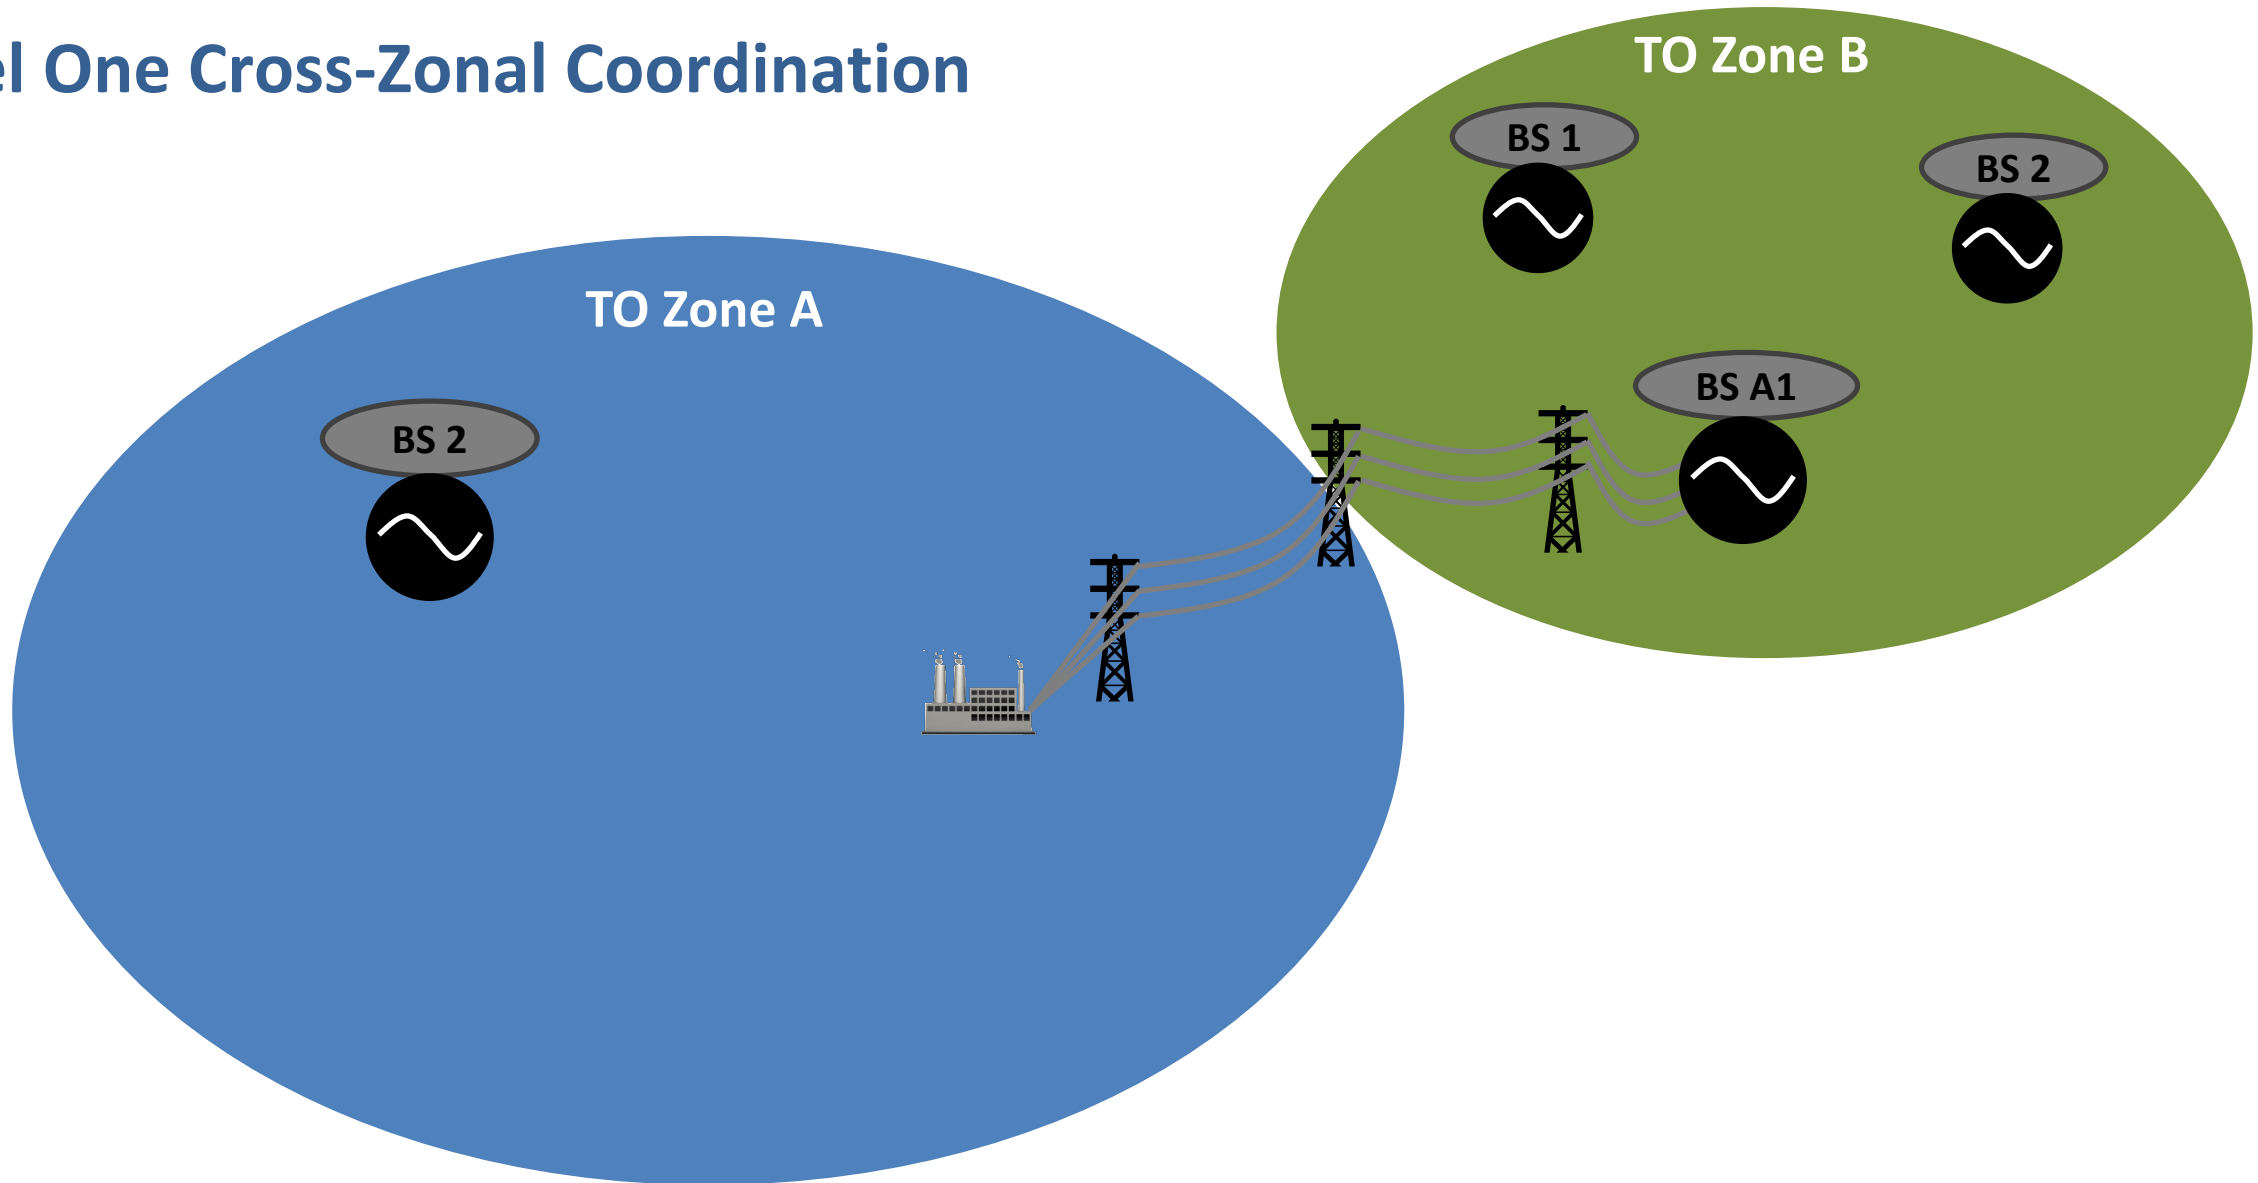 el One Cross-Zonal Coordination
TO Zone B
BS 1
BS 2
TO Zone A
BS A1
BS 2